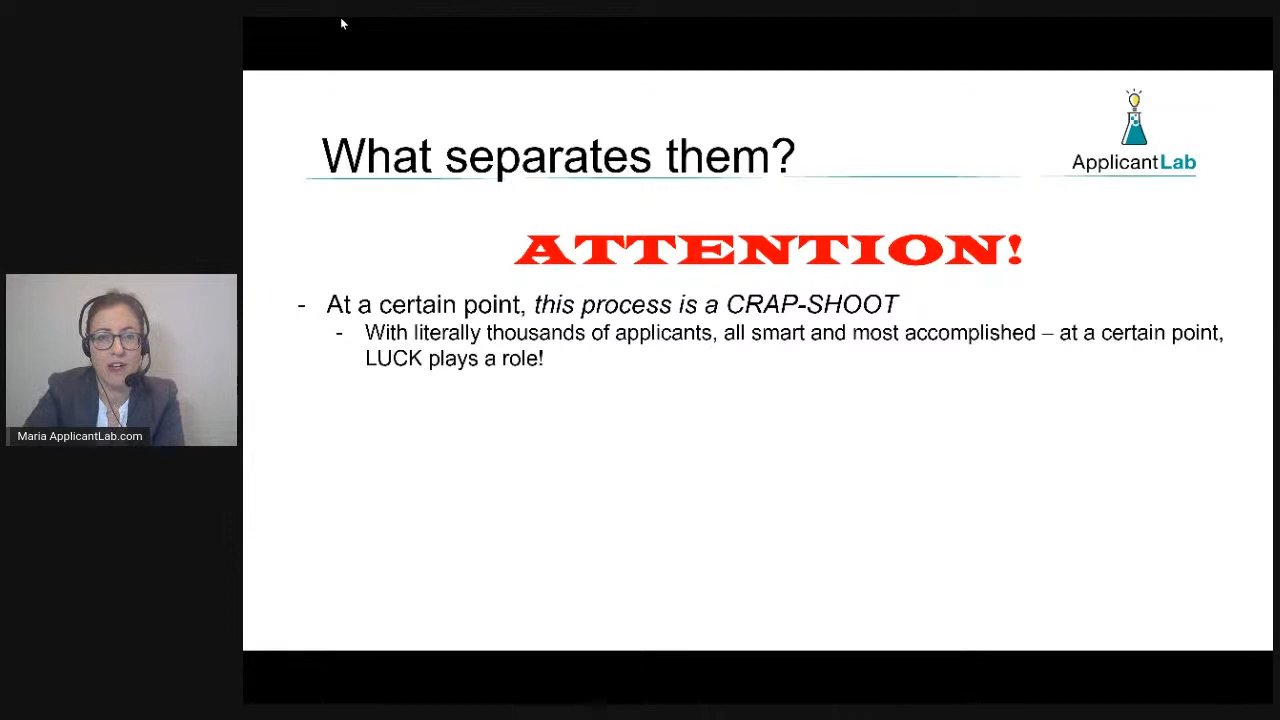 What separates them?
ApplicantLab
ATTENTION!
- At a certain point, this process is a CRAP-SHOOT
- With literally thousands of applicants, all smart and most accomplished – at a certain point,
LUCK plays a role!
Maria ApplicantLab.com